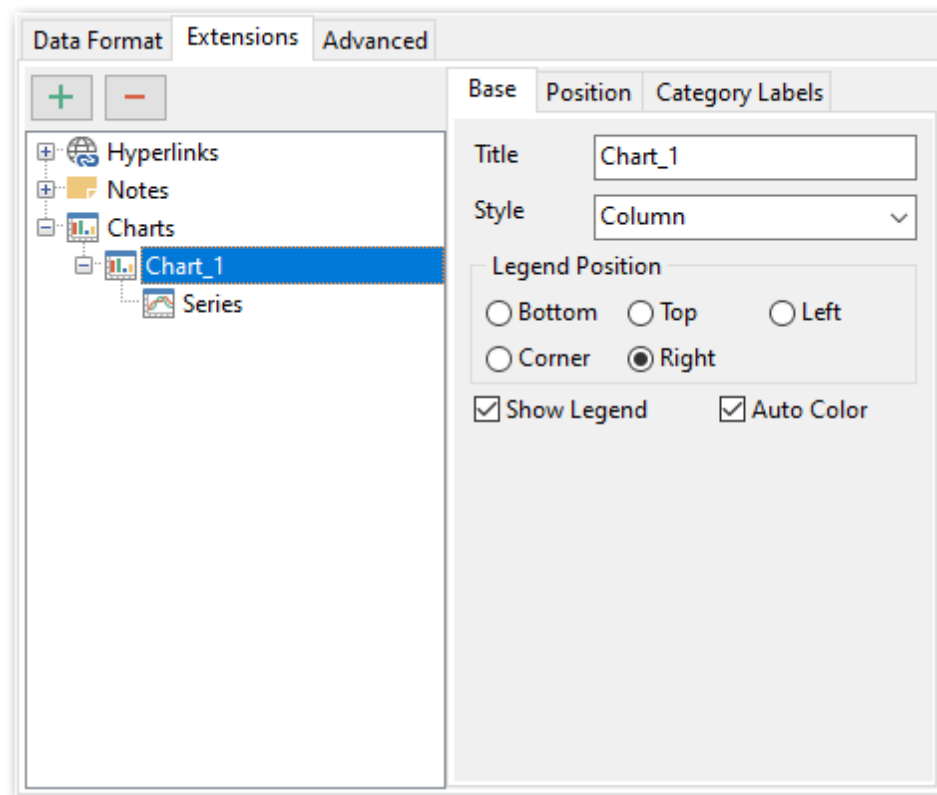 Data Format Extensions Advanced
Base Position Category Labels
Hyperlinks
Notes
Charts
Chart_1
Series
Title Chart_1
Style Column
Legend Position
Bottom Top Left
Corner Right
Show Legend Auto Color